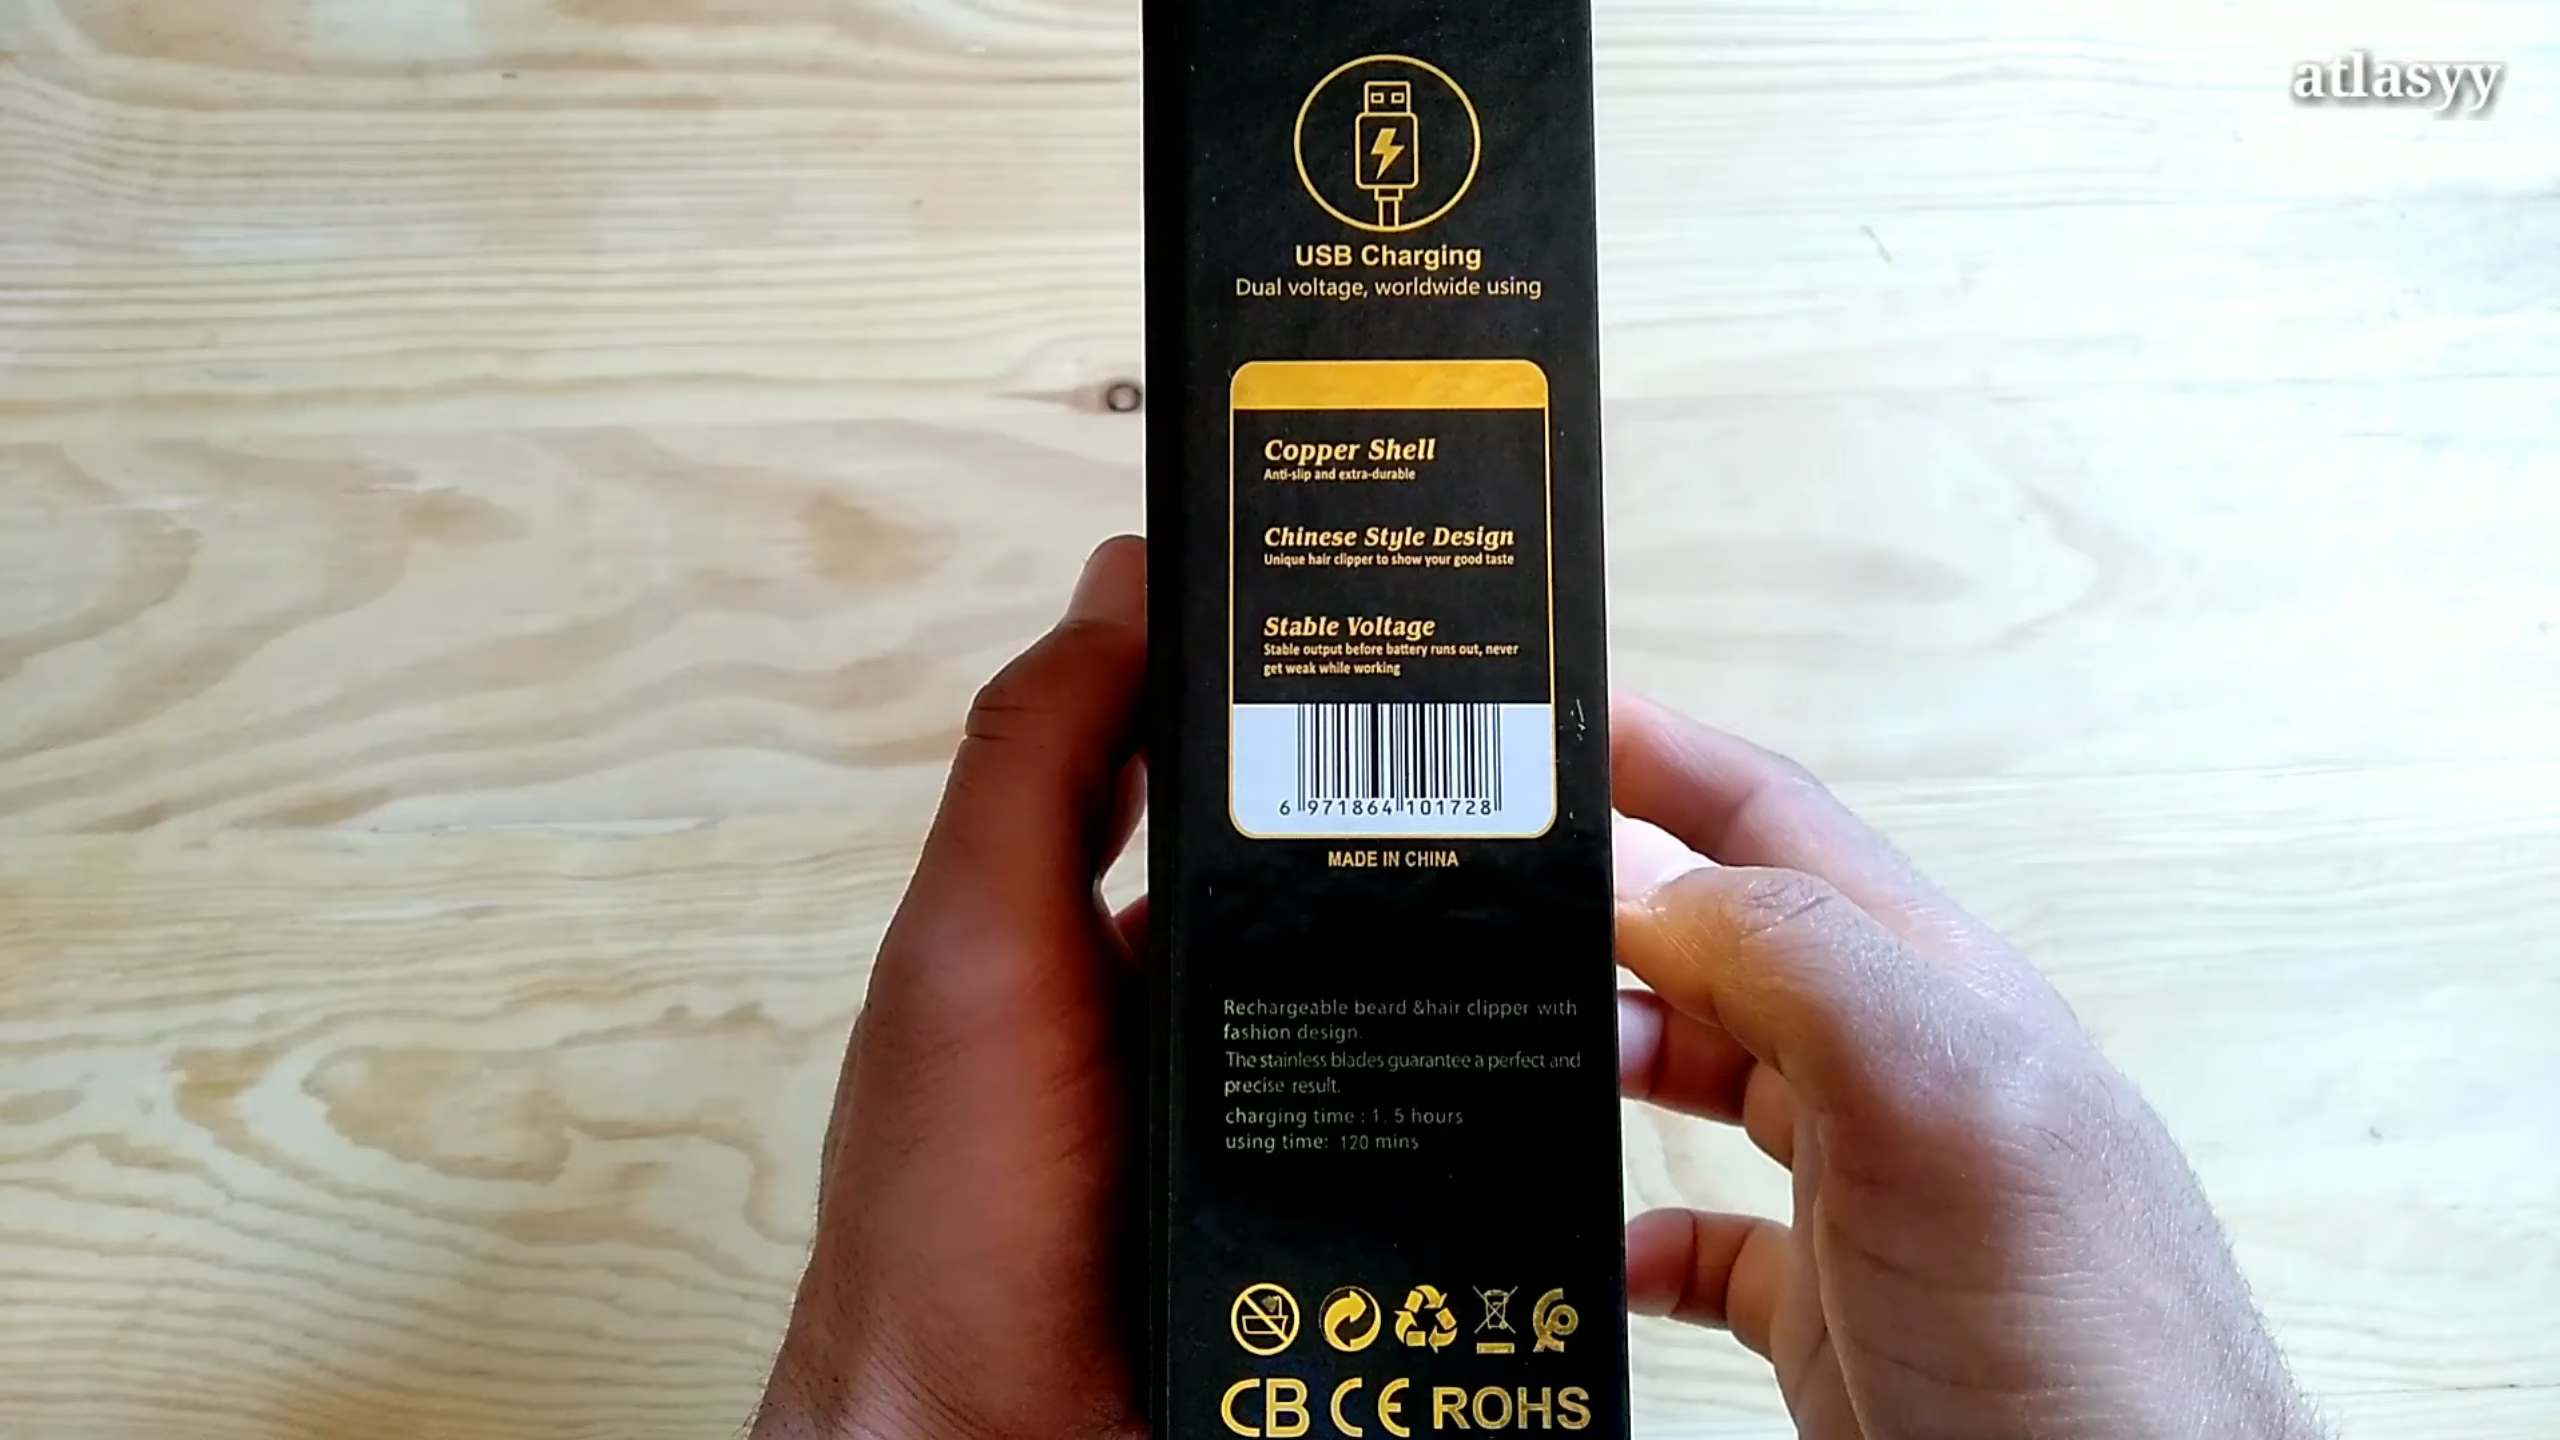 atlasyy
USB Charging
Dual voltage, worldwide using
Copper Shell
Anti-slip and extra-durable
Chinese Style Design
Unique hair clipper to show your good taste
Stable Voltage
Stable output before battery runs out, never
get weak while working
6 971864 101728
MADE IN CHINA
Rechargeable beard &hair clipper with
fashion design.
The stainless blades guarantee a perfect and
precise result.
charging time : 1. 5 hours
using time: 120 mins
CB CE ROHS